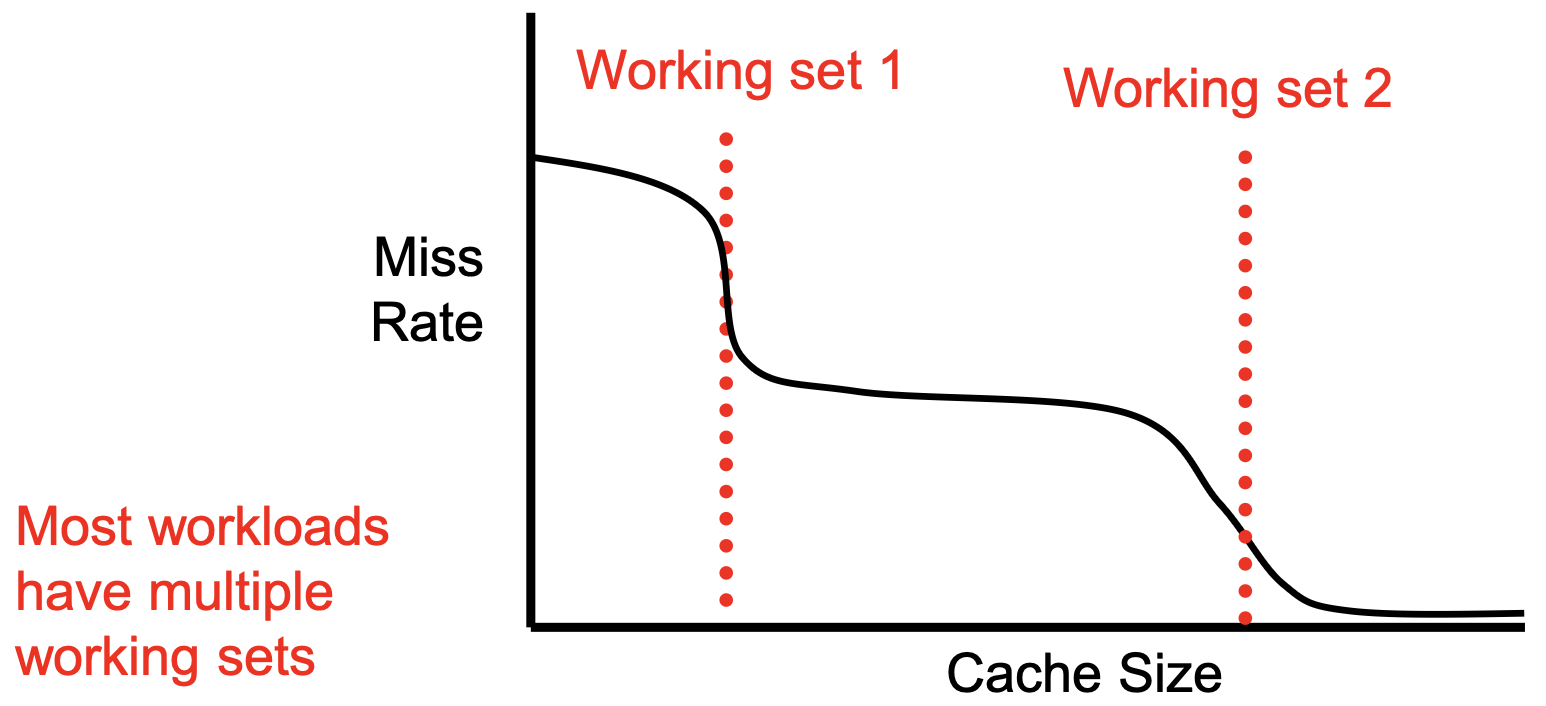 Working set 1
Working set 2
Miss
Rate
Most workloads
have multiple
working sets
Cache Size